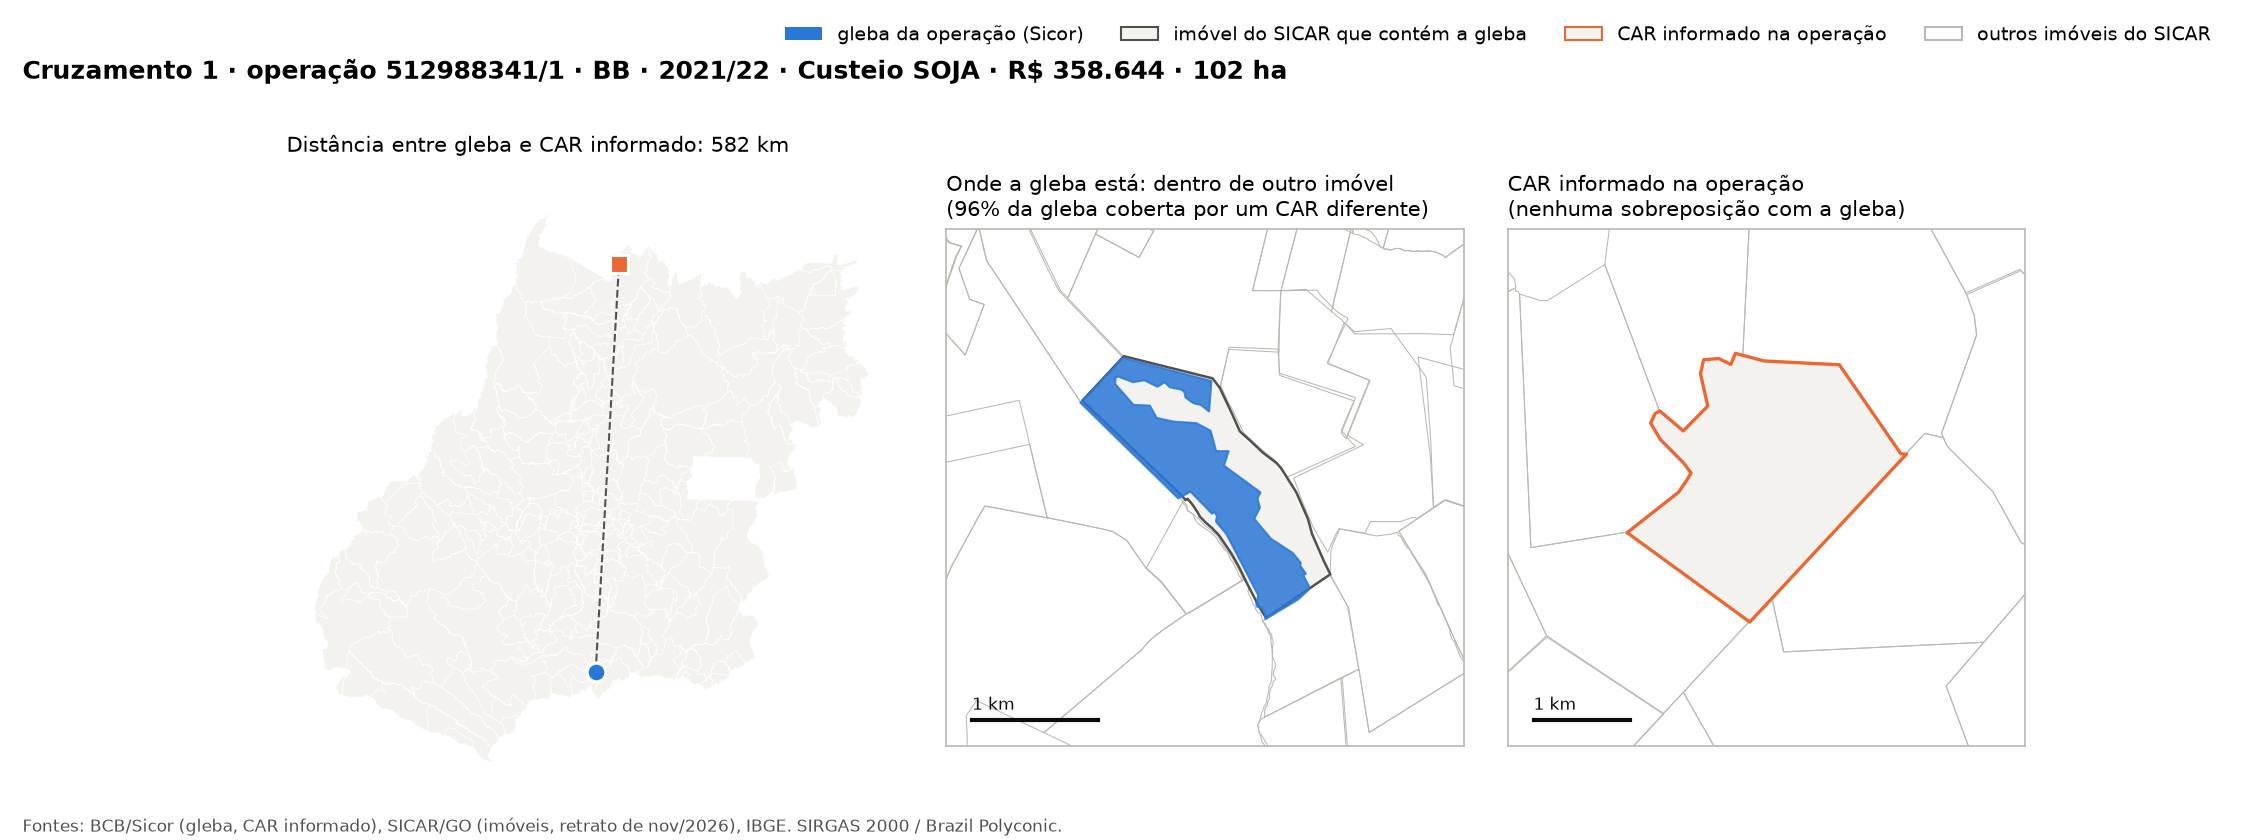 gleba da operação (Sicor)
imóvel do SICAR que contém a gleba
CAR informado na operação
outros imóveis do SICAR
Cruzamento 1 · operação 512988341/1 · BB · 2021/22 · Custeio SOJA · R$ 358.644 · 102 ha
Distância entre gleba e CAR informado: 582 km
Onde a gleba está: dentro de outro imóvel
(96% da gleba coberta por um CAR diferente)
1 km
CAR informado na operação
(nenhuma sobreposição com a gleba)
1 km
Fontes: BCB/Sicor (gleba, CAR informado), SICAR/GO (imóveis, retrato de nov/2026), IBGE. SIRGAS 2000 / Brazil Polyconic.